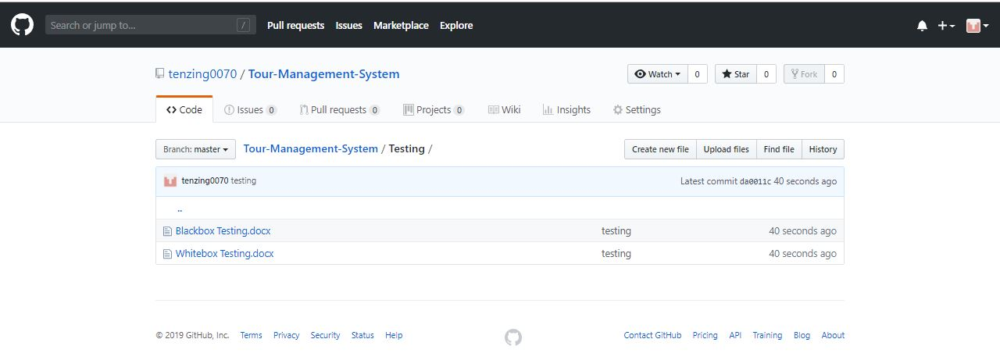 Search or jump to... / Pull requests Issues Marketplace Explore
tenzing0070 / Tour-Management-System Watch 0 Star 0 Fork 0
Code Issues 0 Pull requests 0 Projects 0 Wiki Insights Settings
Branch: master Tour-Management-System / Testing / Create new file Upload files Find file History
tenzing0070 testing Latest commit da0011c 40 seconds ago
..
Blackbox Testing.docx testing 40 seconds ago
Whitebox Testing.docx testing 40 seconds ago
© 2019 GitHub, Inc. Terms Privacy Security Status Help Contact GitHub Pricing API Training Blog About